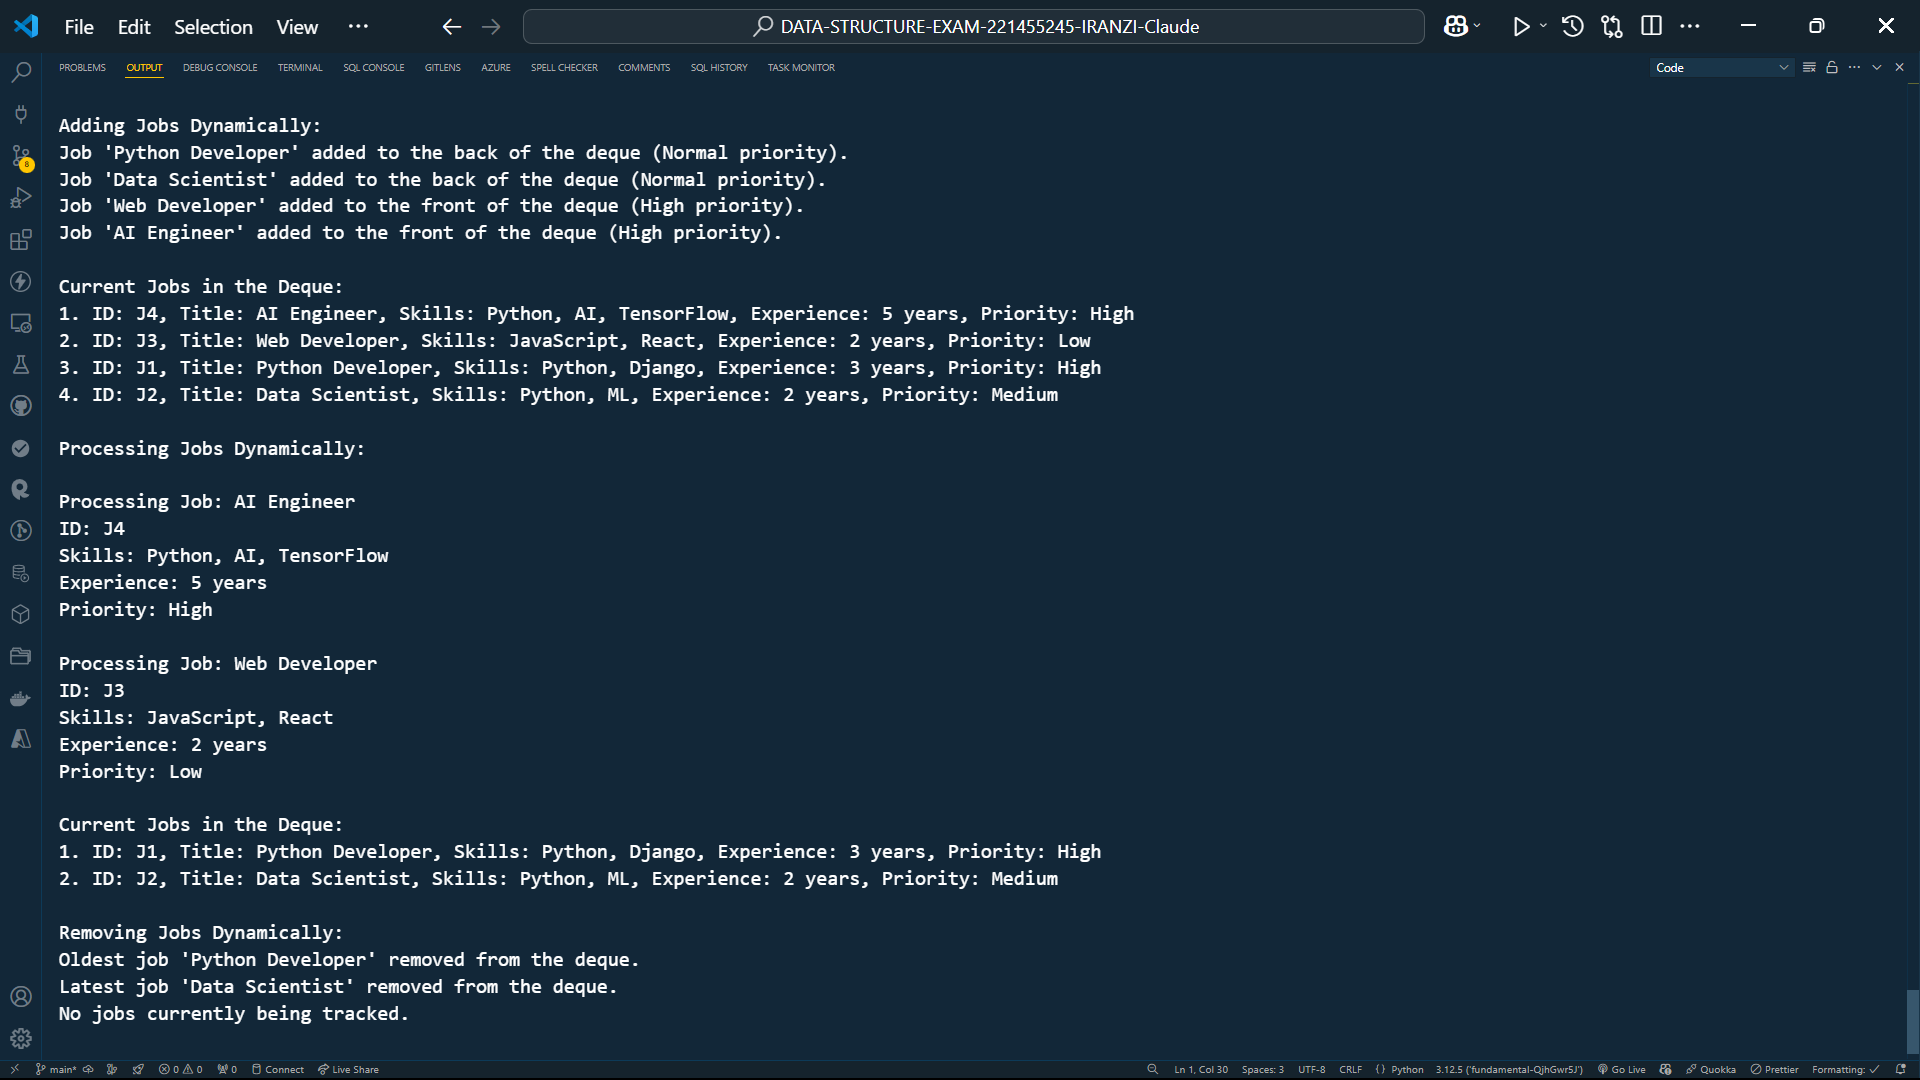 File Edit Selection View ··· DATA-STRUCTURE-EXAM-221455245-IRANZI-Claude
PROBLEMS OUTPUT DEBUG CONSOLE TERMINAL SQL CONSOLE GITLENS AZURE SPELL CHECKER COMMENTS SQL HISTORY TASK MONITOR Code
Adding Jobs Dynamically:
Job 'Python Developer' added to the back of the deque (Normal priority).
Job 'Data Scientist' added to the back of the deque (Normal priority).
Job 'Web Developer' added to the front of the deque (High priority).
Job 'AI Engineer' added to the front of the deque (High priority).
Current Jobs in the Deque:
1. ID: J4, Title: AI Engineer, Skills: Python, AI, TensorFlow, Experience: 5 years, Priority: High
2. ID: J3, Title: Web Developer, Skills: JavaScript, React, Experience: 2 years, Priority: Low
3. ID: J1, Title: Python Developer, Skills: Python, Django, Experience: 3 years, Priority: High
4. ID: J2, Title: Data Scientist, Skills: Python, ML, Experience: 2 years, Priority: Medium
Processing Jobs Dynamically:
Processing Job: AI Engineer
ID: J4
Skills: Python, AI, TensorFlow
Experience: 5 years
Priority: High
Processing Job: Web Developer
ID: J3
Skills: JavaScript, React
Experience: 2 years
Priority: Low
Current Jobs in the Deque:
1. ID: J1, Title: Python Developer, Skills: Python, Django, Experience: 3 years, Priority: High
2. ID: J2, Title: Data Scientist, Skills: Python, ML, Experience: 2 years, Priority: Medium
Removing Jobs Dynamically:
Oldest job 'Python Developer' removed from the deque.
Latest job 'Data Scientist' removed from the deque.
No jobs currently being tracked.
main* 0 0 0 Connect Live Share Ln 1, Col 30 Spaces: 3 UTF-8 CRLF {} Python 3.12.5 ('fundamental-QjhGwr5J') Go Live Quokka Prettier Formatting: ✓